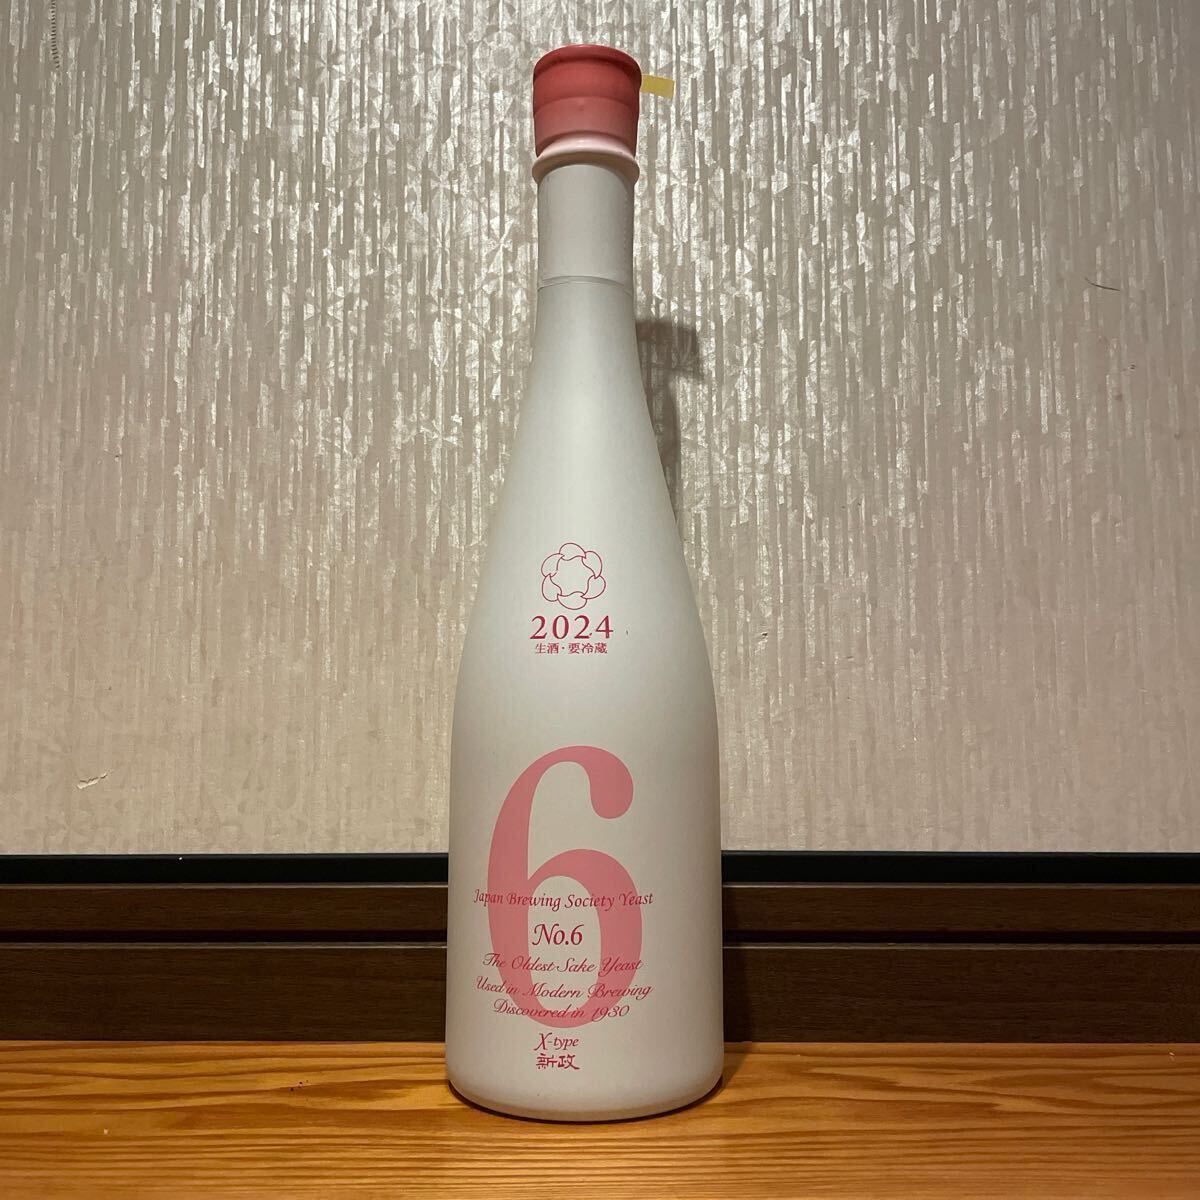 2024
生酒・要冷蔵
6
Japan Brewing Society Yeast
No.6
The Oldest Sake Yeast
Used in Modern Brewing
Discovered in 1930
X-type
新政